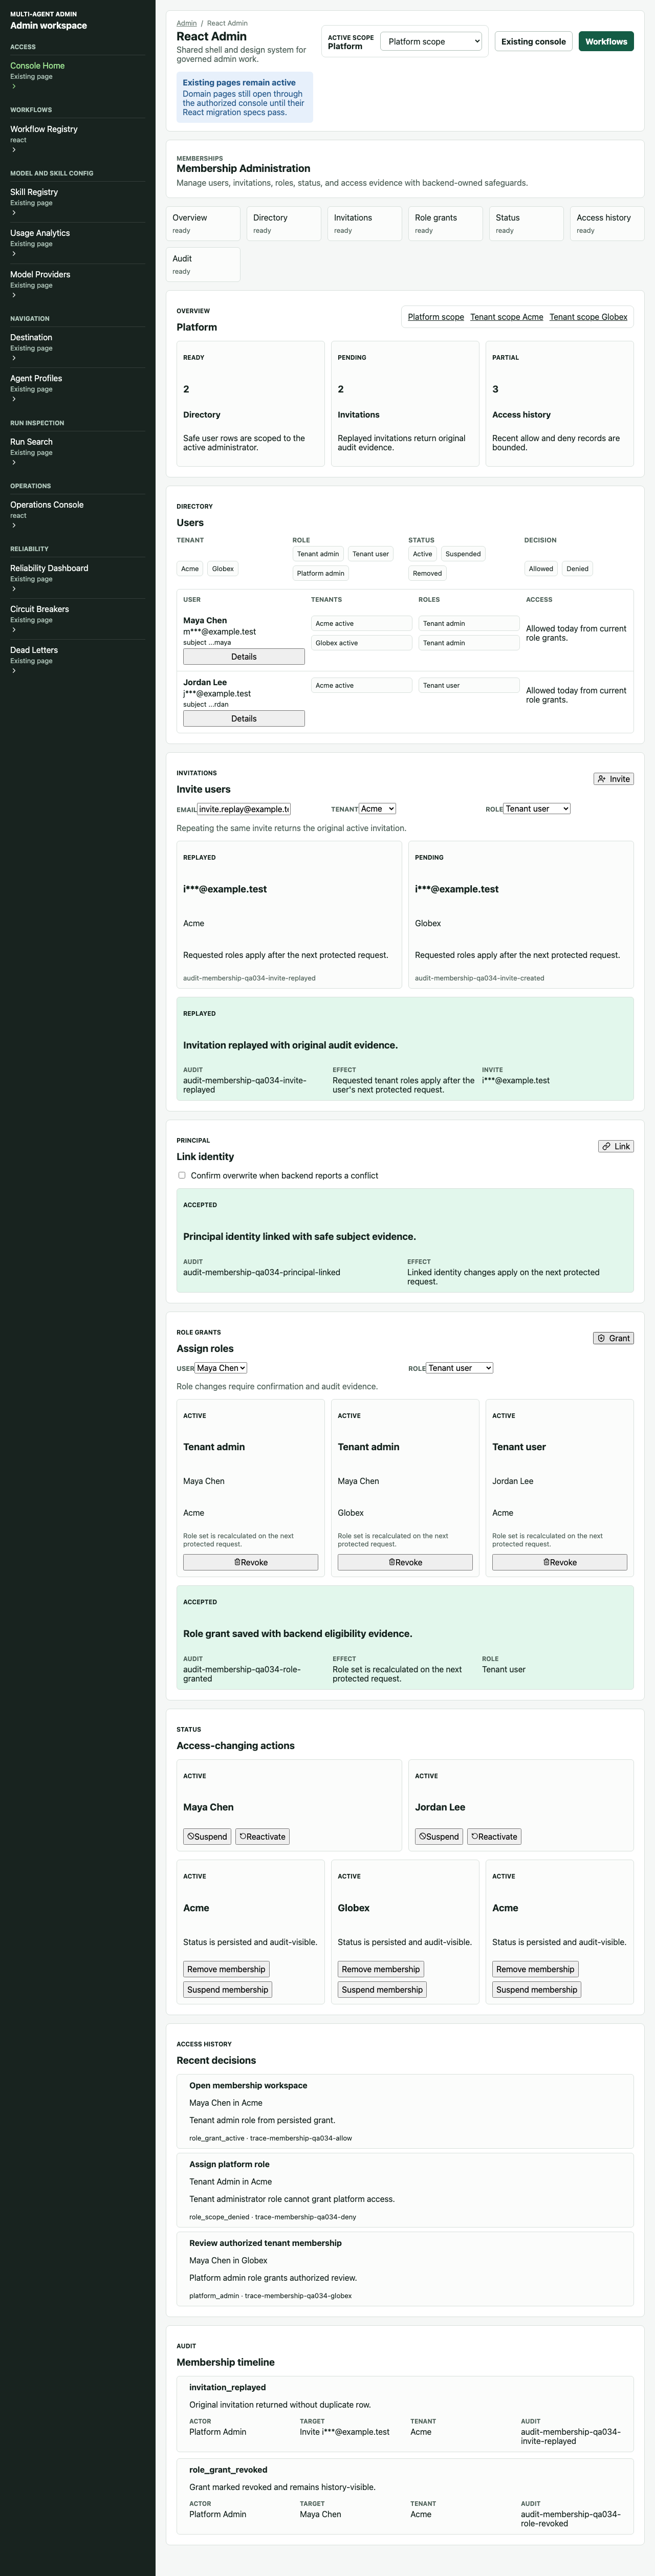 MULTI-AGENT ADMIN
Admin workspace
ACCESS
Console Home
Existing page
WORKFLOWS
Workflow Registry
react
MODEL AND SKILL CONFIG
Skill Registry
Existing page
Usage Analytics
Existing page
Model Providers
Existing page
NAVIGATION
Destination
Existing page
Agent Profiles
Existing page
RUN INSPECTION
Run Search
Existing page
OPERATIONS
Operations Console
react
RELIABILITY
Reliability Dashboard
Existing page
Circuit Breakers
Existing page
Dead Letters
Existing page
Admin / React Admin
React Admin
Shared shell and design system for
governed admin work.
Existing pages remain active
Domain pages still open through
the authorized console until their
React migration specs pass.
ACTIVE SCOPE
Platform
Platform scope
Existing console
Workflows
MEMBERSHIPS
Membership Administration
Manage users, invitations, roles, status, and access evidence with backend-owned safeguards.
Overview
ready
Directory
ready
Invitations
ready
Role grants
ready
Status
ready
Access history
ready
Audit
ready
OVERVIEW
Platform
Platform scope Tenant scope Acme Tenant scope Globex
READY
2
Directory
Safe user rows are scoped to the
active administrator.
PENDING
2
Invitations
Replayed invitations return original
audit evidence.
PARTIAL
3
Access history
Recent allow and deny records are
bounded.
DIRECTORY
Users
TENANT
Acme Globex
ROLE
Tenant admin Tenant user
Platform admin
STATUS
Active Suspended
Removed
DECISION
Allowed Denied
USER TENANTS ROLES ACCESS
Maya Chen
m***@example.test
subject ...maya
Details
Acme active
Globex active
Tenant admin
Tenant admin
Allowed today from current
role grants.
Jordan Lee
j***@example.test
subject ...rdan
Details
Acme active
Tenant user
Allowed today from current
role grants.
INVITATIONS
Invite users
Invite
EMAIL invite.replay@example.te
TENANT Acme
ROLE Tenant user
Repeating the same invite returns the original active invitation.
REPLAYED
i***@example.test
Acme
Requested roles apply after the next protected request.
audit-membership-qa034-invite-replayed
PENDING
i***@example.test
Globex
Requested roles apply after the next protected request.
audit-membership-qa034-invite-created
REPLAYED
Invitation replayed with original audit evidence.
AUDIT
audit-membership-qa034-invite-
replayed
EFFECT
Requested tenant roles apply after the
user's next protected request.
INVITE
i***@example.test
PRINCIPAL
Link identity
Link
Confirm overwrite when backend reports a conflict
ACCEPTED
Principal identity linked with safe subject evidence.
AUDIT
audit-membership-qa034-principal-linked
EFFECT
Linked identity changes apply on the next protected
request.
ROLE GRANTS
Assign roles
Grant
USER Maya Chen
ROLE Tenant user
Role changes require confirmation and audit evidence.
ACTIVE
Tenant admin
Maya Chen
Acme
Role set is recalculated on the next
protected request.
Revoke
ACTIVE
Tenant admin
Maya Chen
Globex
Role set is recalculated on the next
protected request.
Revoke
ACTIVE
Tenant user
Jordan Lee
Acme
Role set is recalculated on the next
protected request.
Revoke
ACCEPTED
Role grant saved with backend eligibility evidence.
AUDIT
audit-membership-qa034-role-
granted
EFFECT
Role set is recalculated on the next
protected request.
ROLE
Tenant user
STATUS
Access-changing actions
ACTIVE
Maya Chen
Suspend Reactivate
ACTIVE
Jordan Lee
Suspend Reactivate
ACTIVE
Acme
Status is persisted and audit-visible.
Remove membership
Suspend membership
ACTIVE
Globex
Status is persisted and audit-visible.
Remove membership
Suspend membership
ACTIVE
Acme
Status is persisted and audit-visible.
Remove membership
Suspend membership
ACCESS HISTORY
Recent decisions
Open membership workspace
Maya Chen in Acme
Tenant admin role from persisted grant.
role_grant_active · trace-membership-qa034-allow
Assign platform role
Tenant Admin in Acme
Tenant administrator role cannot grant platform access.
role_scope_denied · trace-membership-qa034-deny
Review authorized tenant membership
Maya Chen in Globex
Platform admin role grants authorized review.
platform_admin · trace-membership-qa034-globex
AUDIT
Membership timeline
invitation_replayed
Original invitation returned without duplicate row.
ACTOR
Platform Admin
TARGET
Invite i***@example.test
TENANT
Acme
AUDIT
audit-membership-qa034-
invite-replayed
role_grant_revoked
Grant marked revoked and remains history-visible.
ACTOR
Platform Admin
TARGET
Maya Chen
TENANT
Acme
AUDIT
audit-membership-qa034-
role-revoked